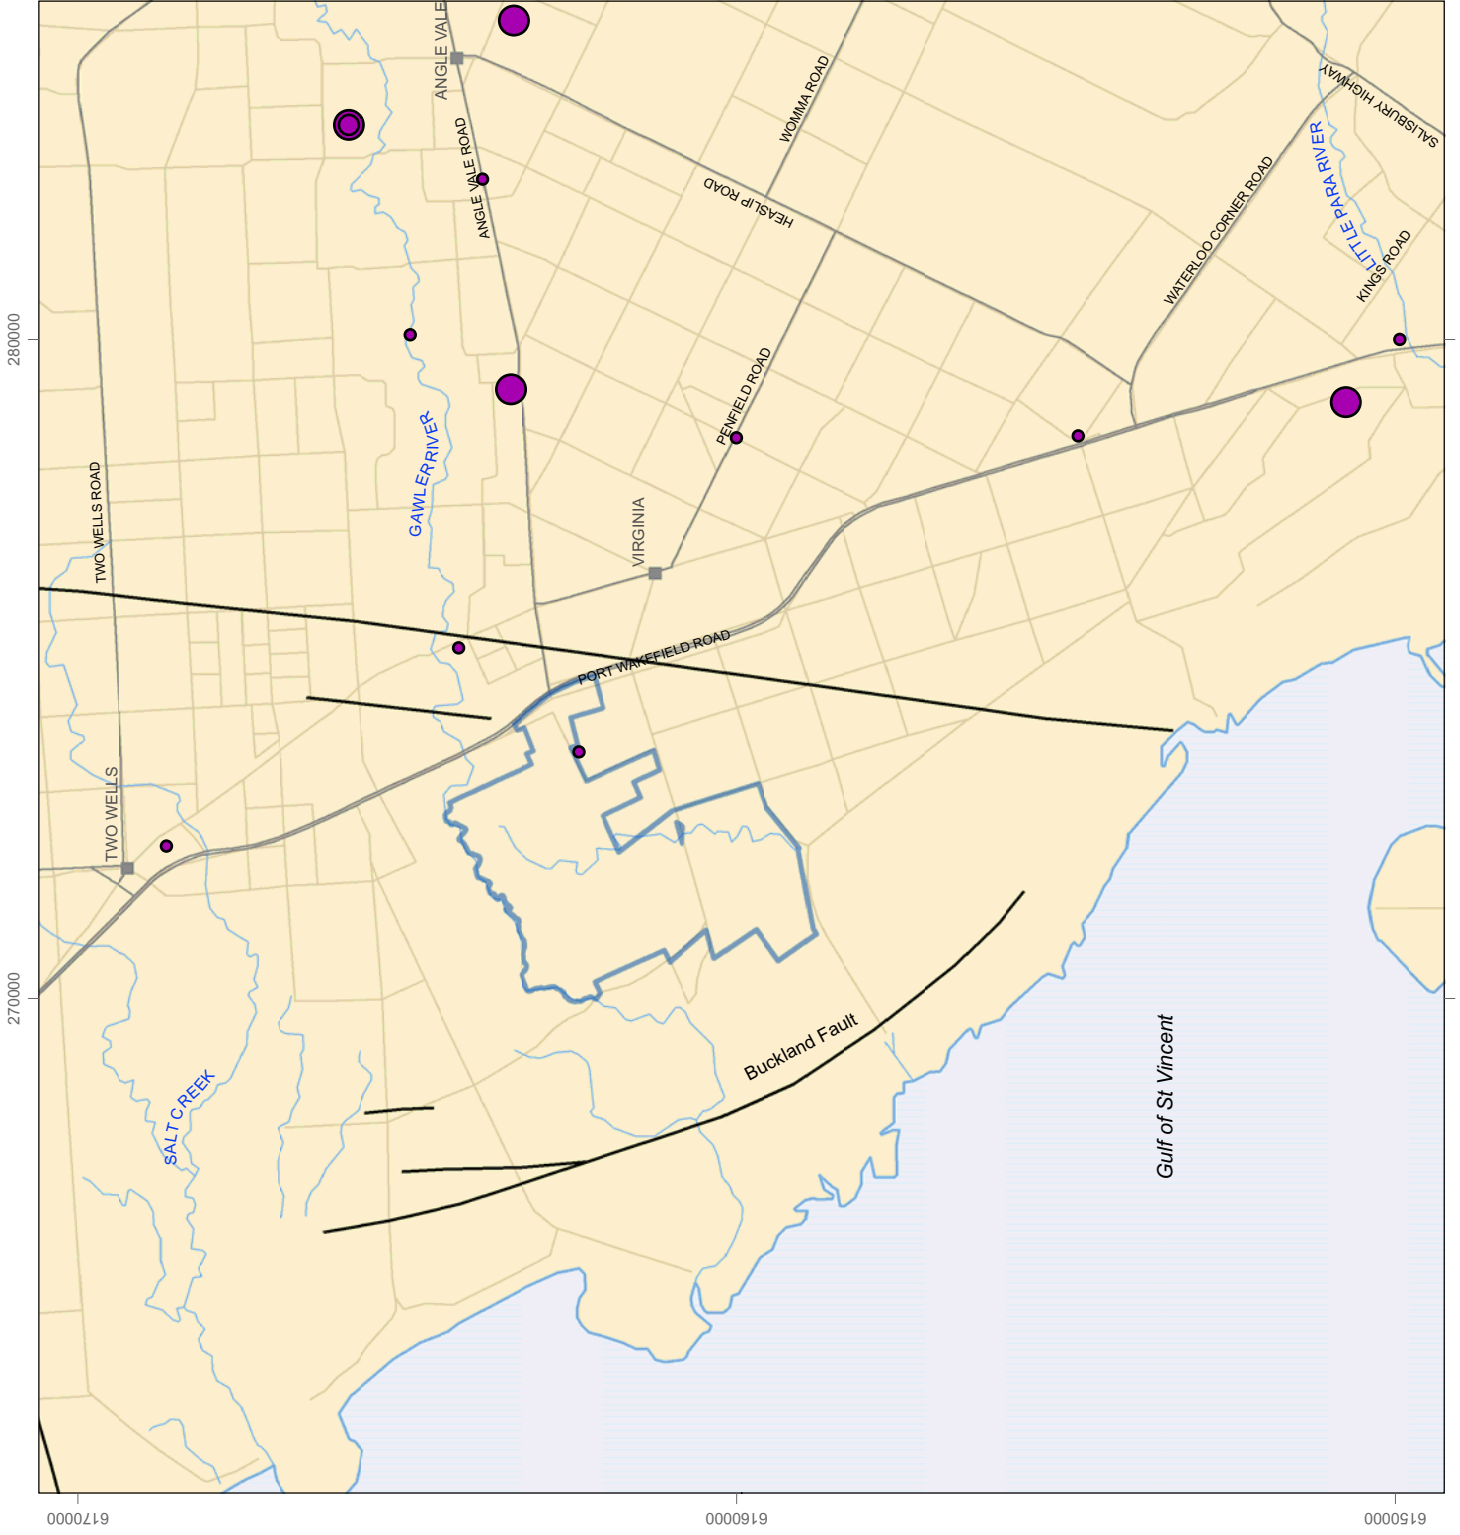 ANGLE VALE
WOMMA ROAD
SALISBURY HIGHWAY
ANGLE VALE ROAD
HEASLIP ROAD
WATERLOO CORNER ROAD
LITTLE PARA RIVER
KINGS ROAD
280000
PENFIELD ROAD
GAWLER RIVER
TWO WELLS ROAD
VIRGINIA
PORT WAKEFIELD ROAD
TWO WELLS
270000
Buckland Fault
SALT CREEK
Gulf of St Vincent
6170000
6160000
6150000